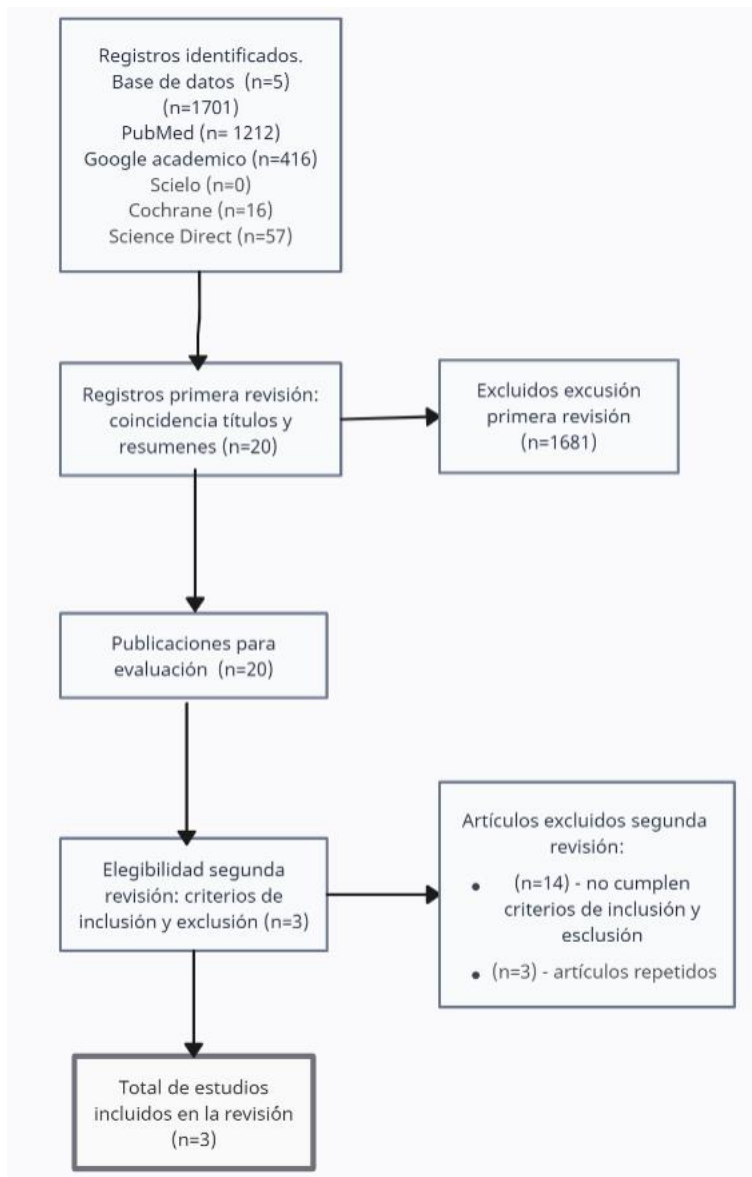 Registros identificados.
Base de datos (n=5)
(n=1701)
PubMed (n= 1212)
Google academico (n=416)
Scielo (n=0)
Cochrane (n=16)
Science Direct (n=57)
Registros primera revisión:
coincidencia títulos y
resumenes (n=20)
Excluidos excusión
primera revisión
(n=1681)
Publicaciones para
evaluación (n=20)
Elegibilidad segunda
revisión: criterios de
inclusión y exclusión (n=3)
Artículos excluidos segunda
revisión:
• (n=14) - no cumplen
criterios de inclusión y
esclusión
• (n=3) - artículos repetidos
Total de estudios
incluidos en la revisión
(n=3)